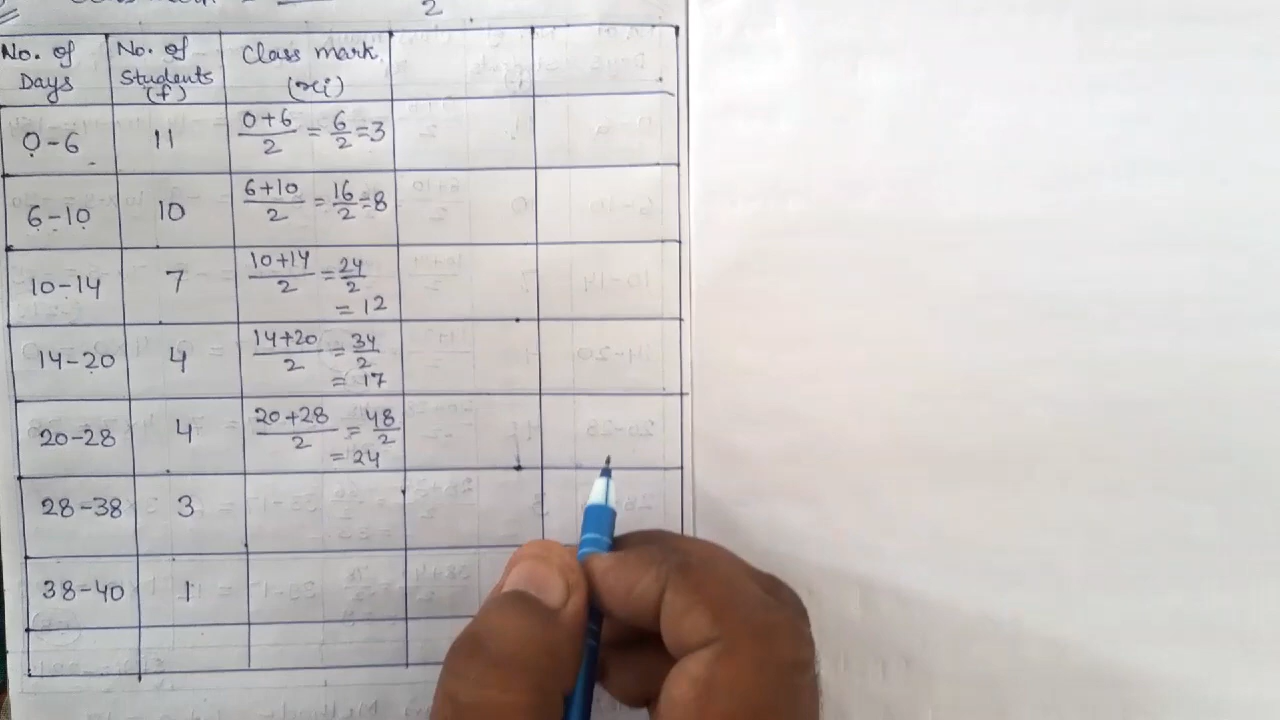 2
No. of Days | No. of Students (f) | Class mark (xi)
0-6 | 11 | 0+6/2 = 6/2 = 3
6-10 | 10 | 6+10/2 = 16/2 = 8
10-14 | 7 | 10+14/2 = 24/2 = 12
14-20 | 4 | 14+20/2 = 34/2 = 17
20-28 | 4 | 20+28/2 = 48/2 = 24
28-38 | 3
38-40 | 1